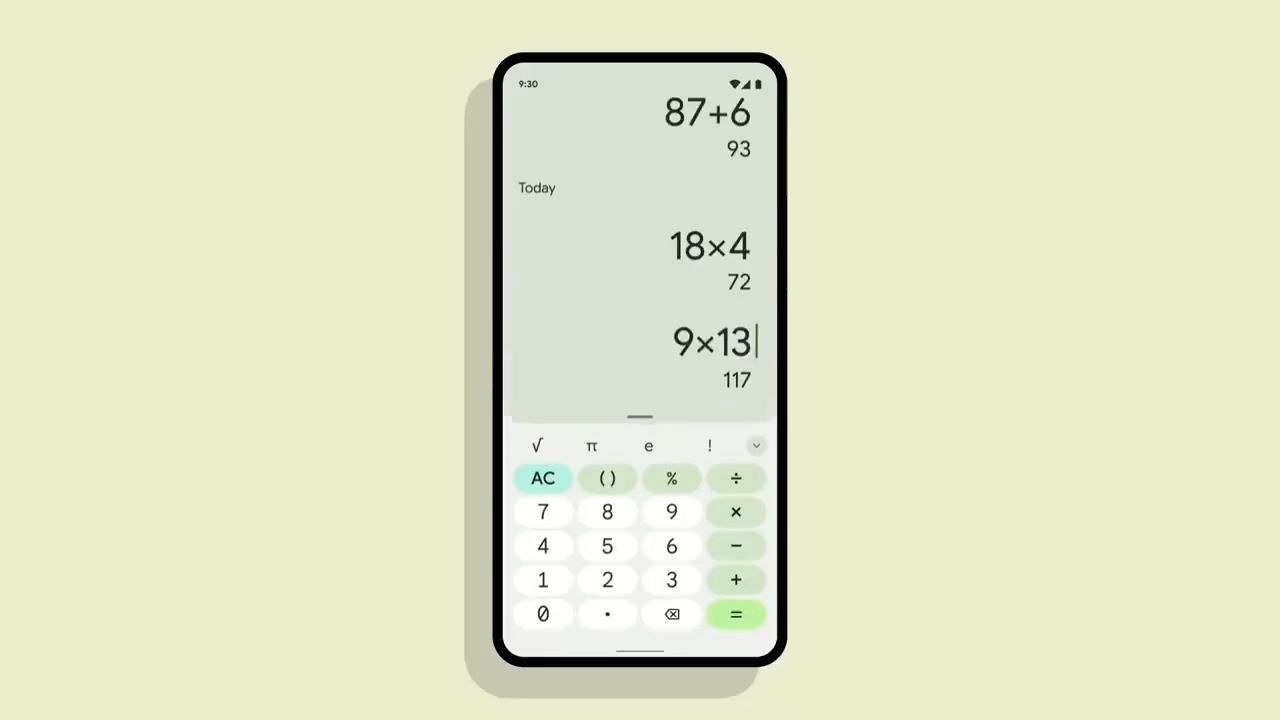 9:30
87+6
93
Today
18×4
72
9×13
117
√ π e !
AC ( ) % ÷
7 8 9 ×
4 5 6 −
1 2 3 +
0 . =